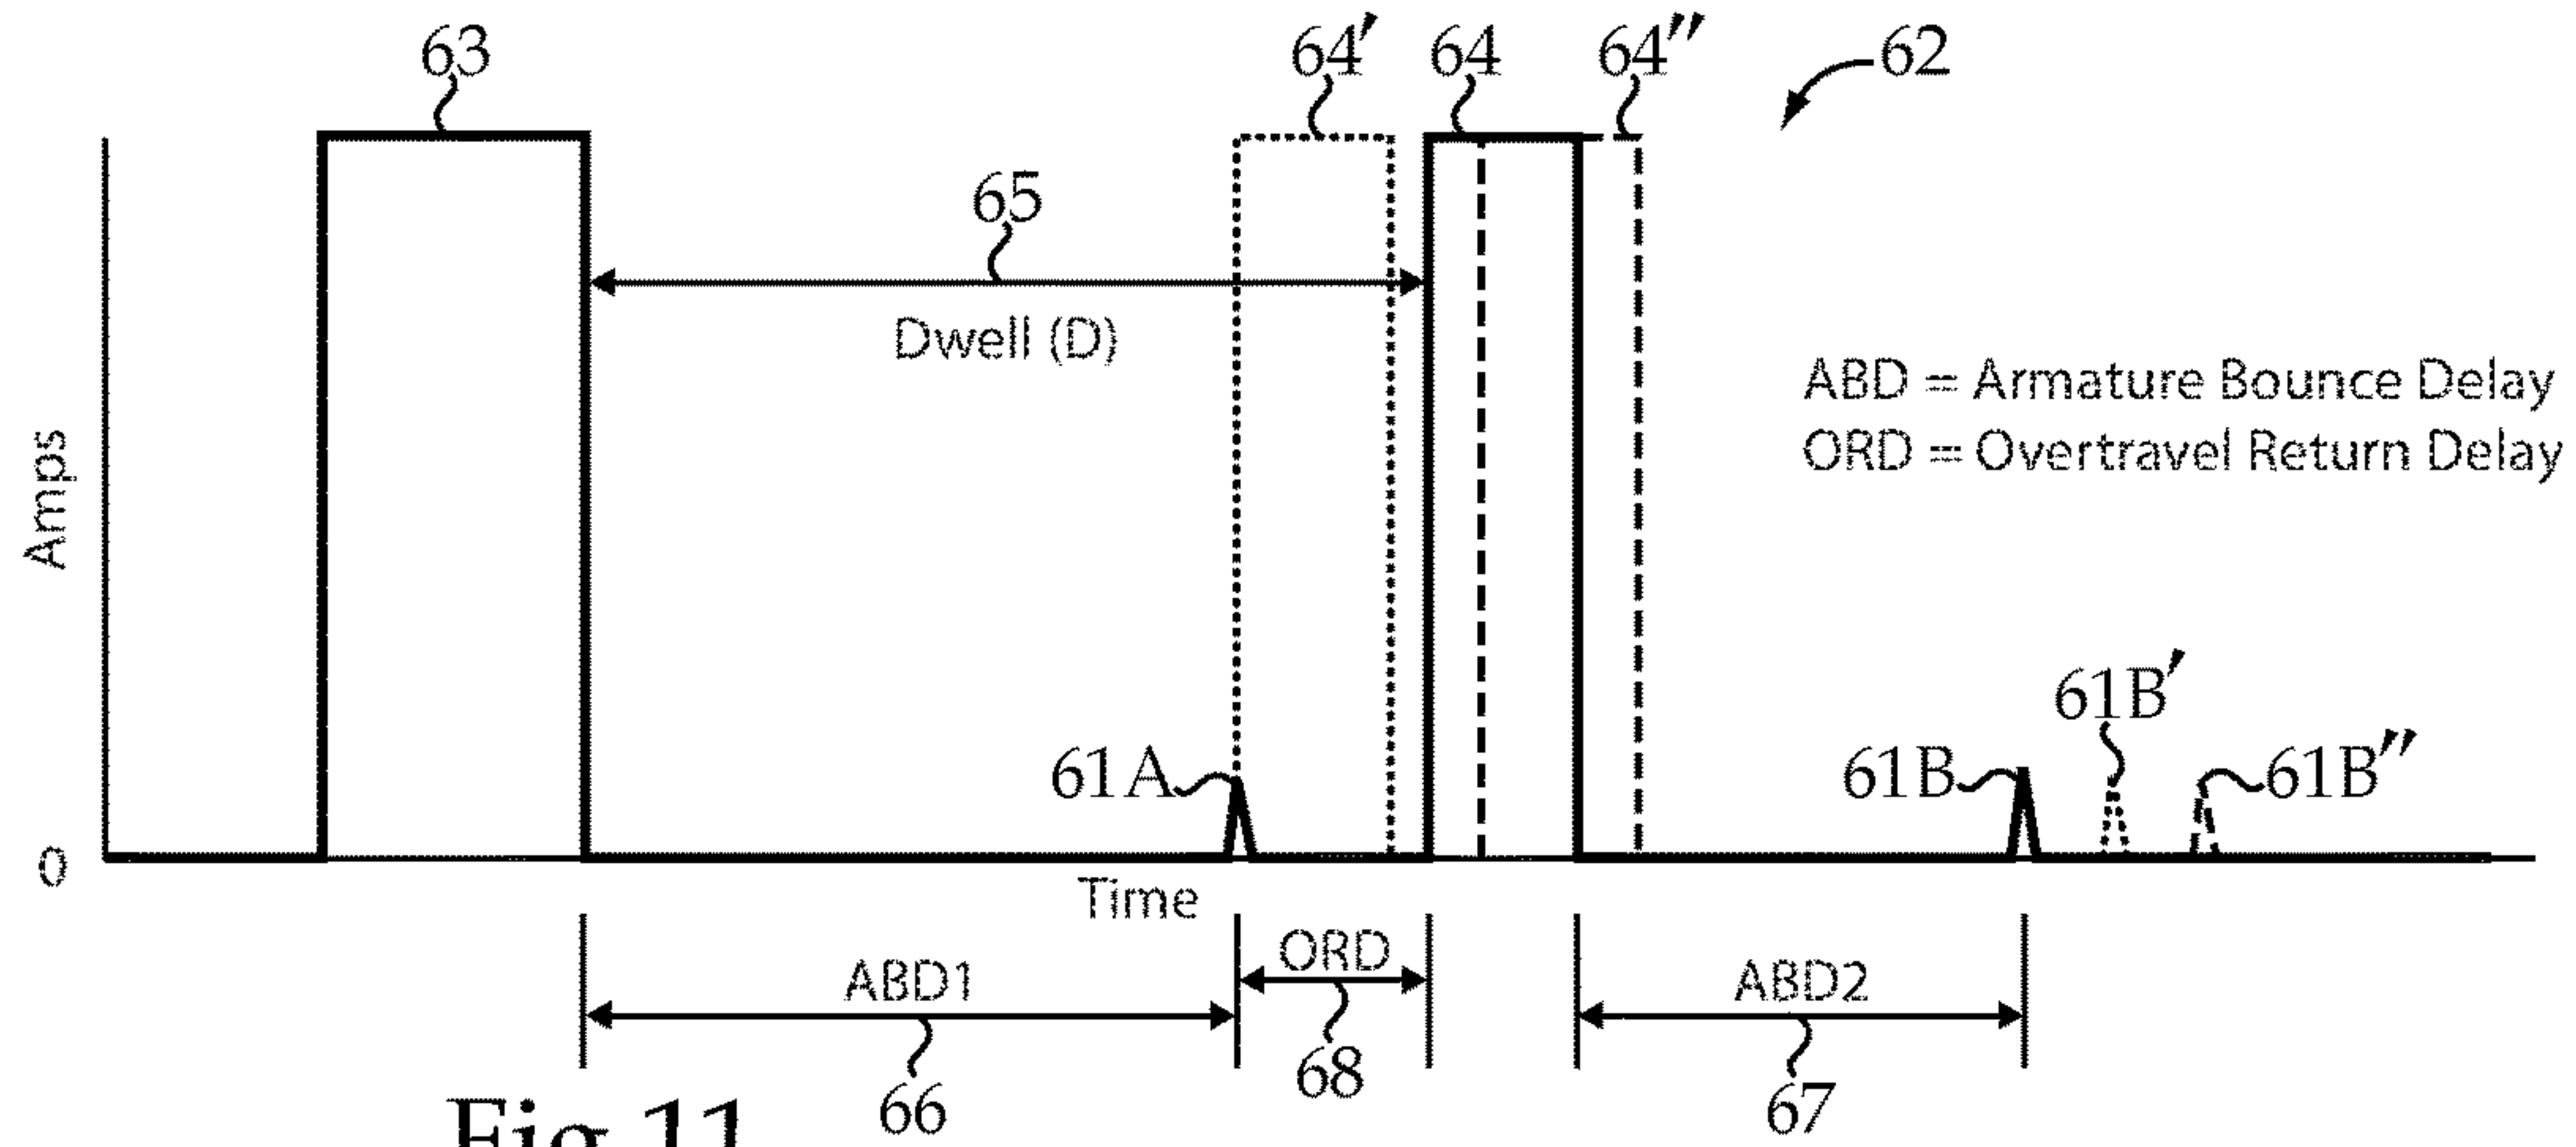 63
64′
64
64″
62
65
Dwell (D)
ABD = Armature Bounce Delay
ORD = Overtravel Return Delay
Amps
61A
61B
61B′
61B″
0
Time
ABD1
ORD
ABD2
66
68
67
Fig.11